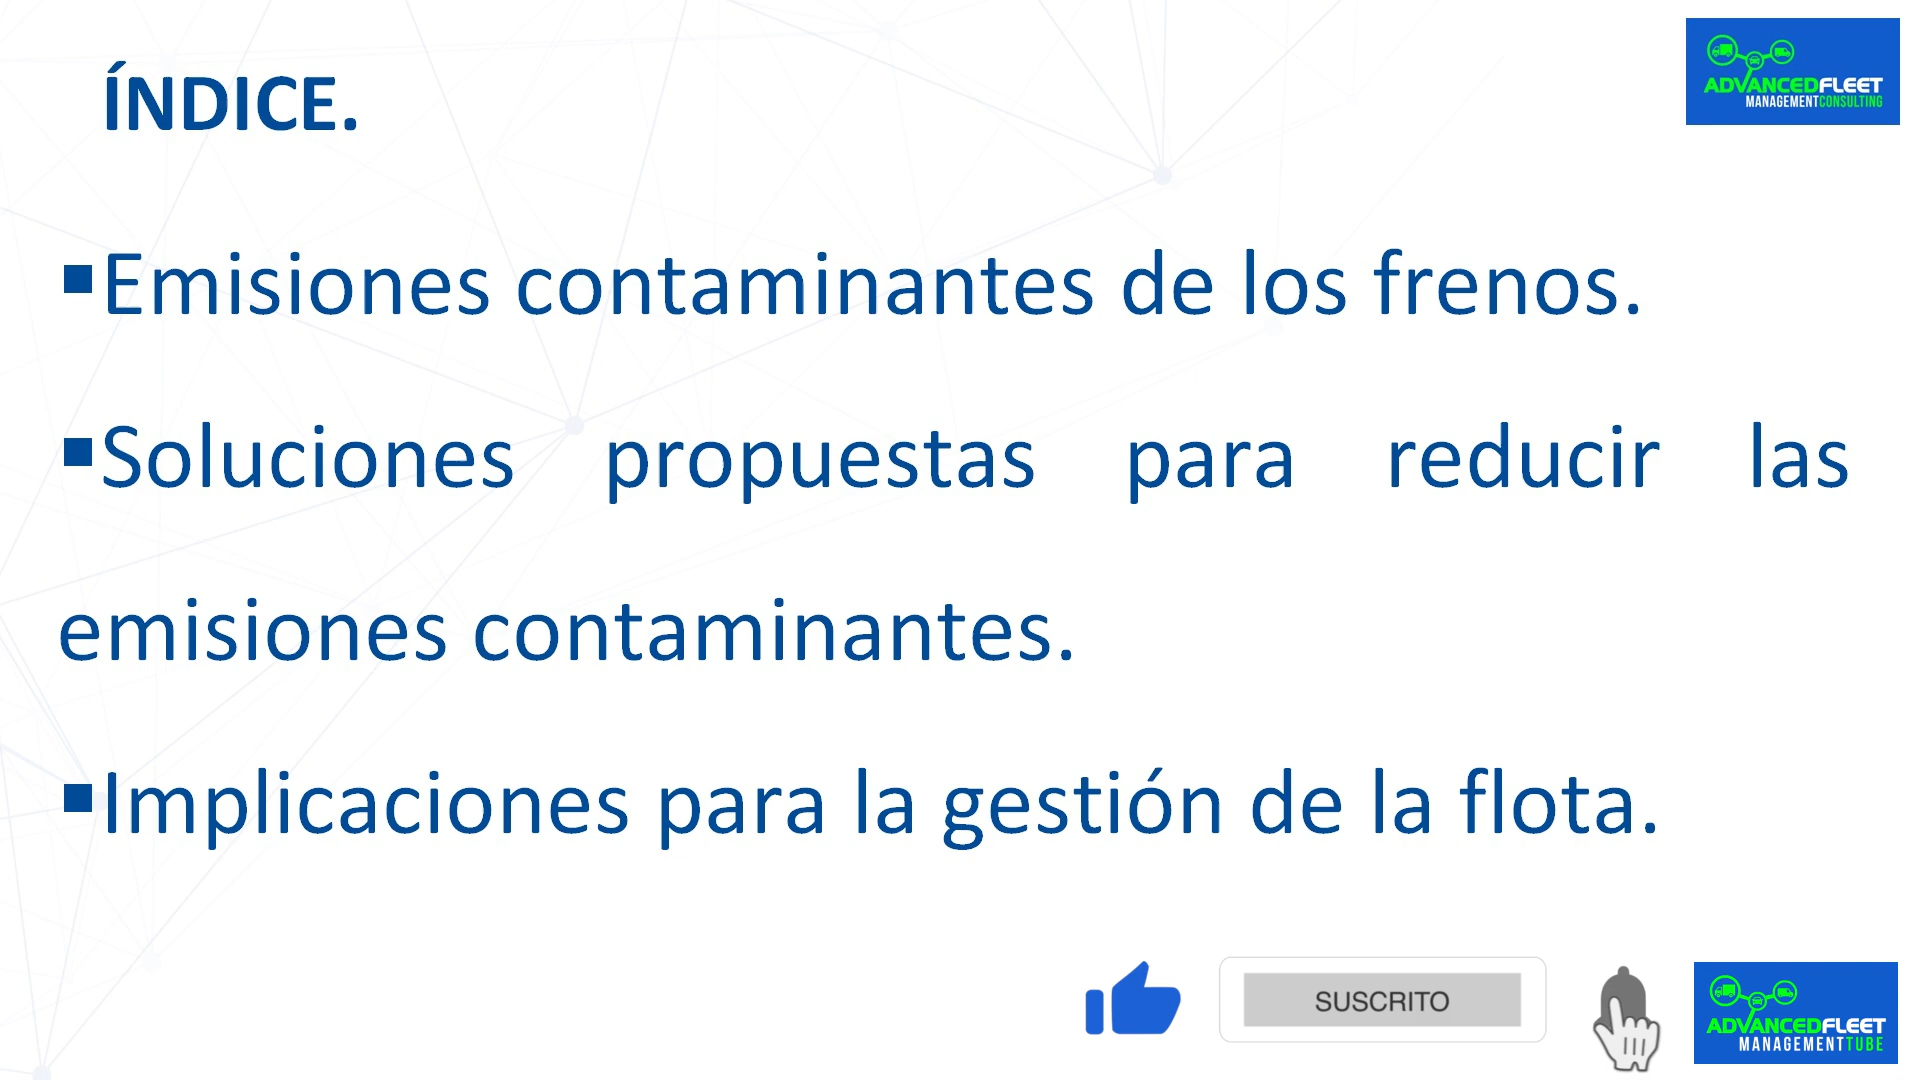 ÍNDICE.
ADVANCEDFLEET
MANAGEMENTCONSULTING
▪Emisiones contaminantes de los frenos.
▪Soluciones propuestas para reducir las
emisiones contaminantes.
▪Implicaciones para la gestión de la flota.
SUSCRITO
ADVANCEDFLEET
MANAGEMENTTUBE